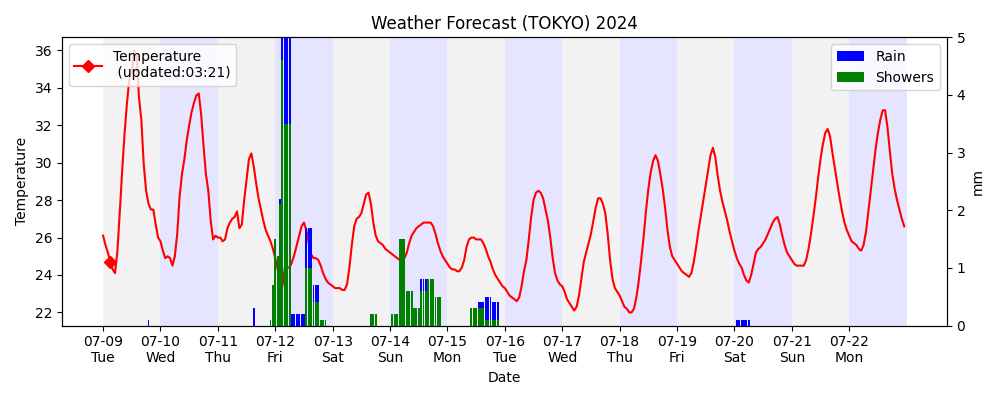 Weather Forecast (TOKYO) 2024
Temperature
(updated:03:21)
Rain
Showers
36
34
32
30
28
26
24
22
Temperature
5
4
3
2
1
0
mm
07-09 07-10 07-11 07-12 07-13 07-14 07-15 07-16 07-17 07-18 07-19 07-20 07-21 07-22
Tue Wed Thu Fri Sat Sun Mon Tue Wed Thu Fri Sat Sun Mon
Date